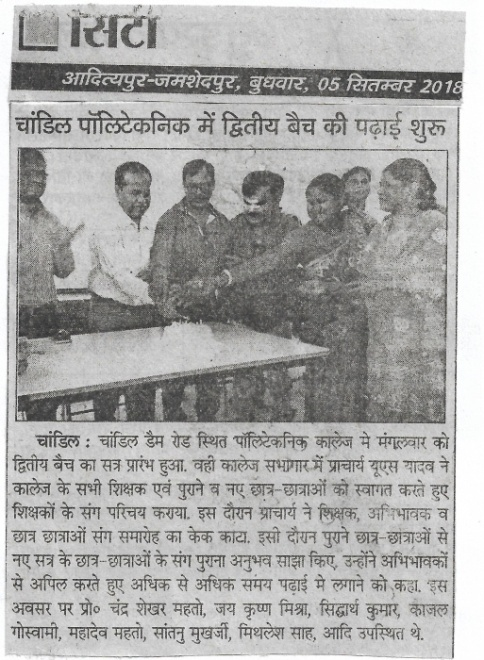 सिटी
आदित्यपुर-जमशेदपुर, बुधवार, 05 सितम्बर 2018
चांडिल पॉलिटेकनिक में द्वितीय बैच की पढ़ाई शुरू
चांडिल : चांडिल डैम रोड स्थित पॉलिटेकनिक कालेज मे मंगलवार को
द्वितीय बैच का सत्र प्रारंभ हुआ. वही कालेज सभागार में प्राचार्य यूएस यादव ने
कालेज के सभी शिक्षक एवं पुराने व नए छात्र-छात्राओं को स्वागत करते हुए
शिक्षकों के संग परिचय कराया. इस दौरान प्राचार्य ने शिक्षक, अभिभावक व
छात्र छात्राओं संग समारोह का केक काटा. इसी दौरान पुराने छात्र-छात्राओं से
नए सत्र के छात्र-छात्राओं के संग पुराना अनुभव साझा किए, उन्होंने अभिभावकों
से अपिल करते हुए अधिक से अधिक समय पढाई मे लगाने को कहा. इस
अवसर पर प्रो० चंद्र शेखर महतो, जय कृष्ण मिश्रा, सिद्धार्थ कुमार, काजल
गोस्वामी, महादेव महतो, सांतनु मुखर्जी, मिथलेश साह, आदि उपस्थित थे.